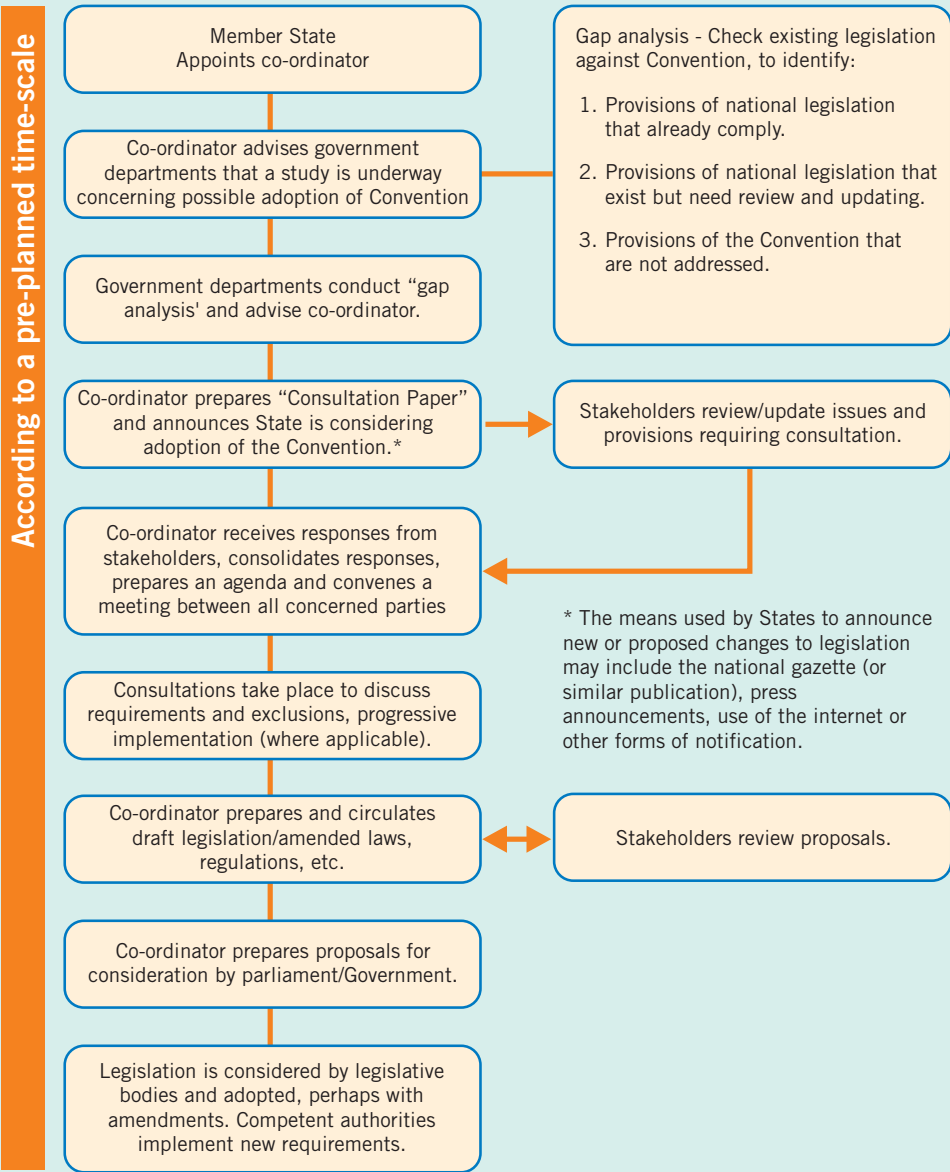 According to a pre-planned time-scale
Member State
Appoints co-ordinator
Co-ordinator advises government
departments that a study is underway
concerning possible adoption of Convention
Gap analysis - Check existing legislation
against Convention, to identify:
1. Provisions of national legislation
that already comply.
2. Provisions of national legislation that
exist but need review and updating.
3. Provisions of the Convention that
are not addressed.
Government departments conduct “gap
analysis' and advise co-ordinator.
Co-ordinator prepares “Consultation Paper”
and announces State is considering
adoption of the Convention.*
Stakeholders review/update issues and
provisions requiring consultation.
Co-ordinator receives responses from
stakeholders, consolidates responses,
prepares an agenda and convenes a
meeting between all concerned parties
* The means used by States to announce
new or proposed changes to legislation
may include the national gazette (or
similar publication), press
announcements, use of the internet or
other forms of notification.
Consultations take place to discuss
requirements and exclusions, progressive
implementation (where applicable).
Co-ordinator prepares and circulates
draft legislation/amended laws,
regulations, etc.
Stakeholders review proposals.
Co-ordinator prepares proposals for
consideration by parliament/Government.
Legislation is considered by legislative
bodies and adopted, perhaps with
amendments. Competent authorities
implement new requirements.